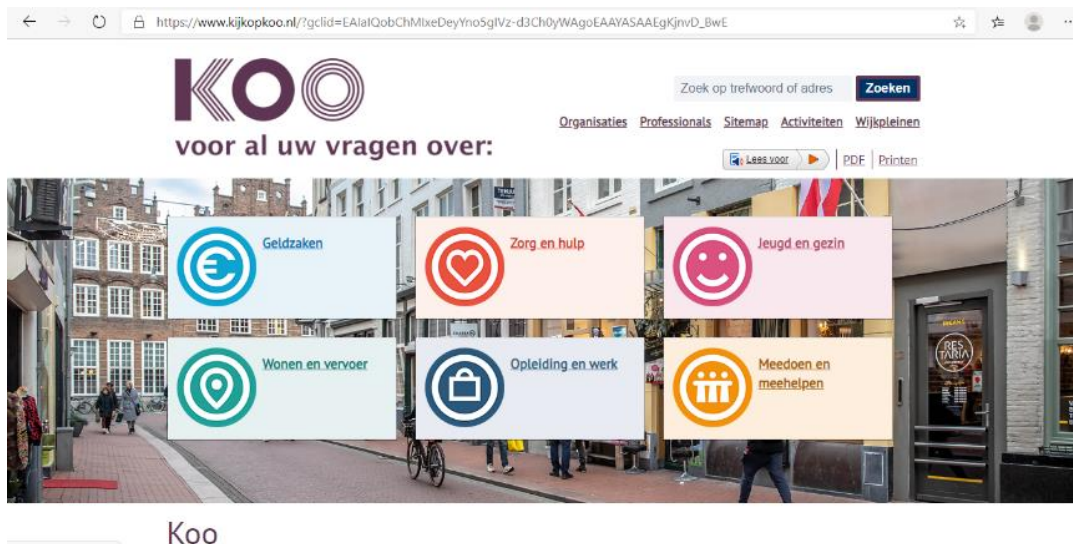 https://www.kijkopkoo.nl/?gclid=EAIaIQobChMIxeDeyYno5gIVz-d3Ch0yWAgoEAAYASAAEgKjnvD_BwE
KOO
voor al uw vragen over:
Zoek op trefwoord of adres Zoeken
Organisaties Professionals Sitemap Activiteiten Wijkpleinen
Lees voor PDF Printen
Geldzaken
Zorg en hulp
Jeugd en gezin
Wonen en vervoer
Opleiding en werk
Meedoen en
meehelpen
RES
TARIA
Koo